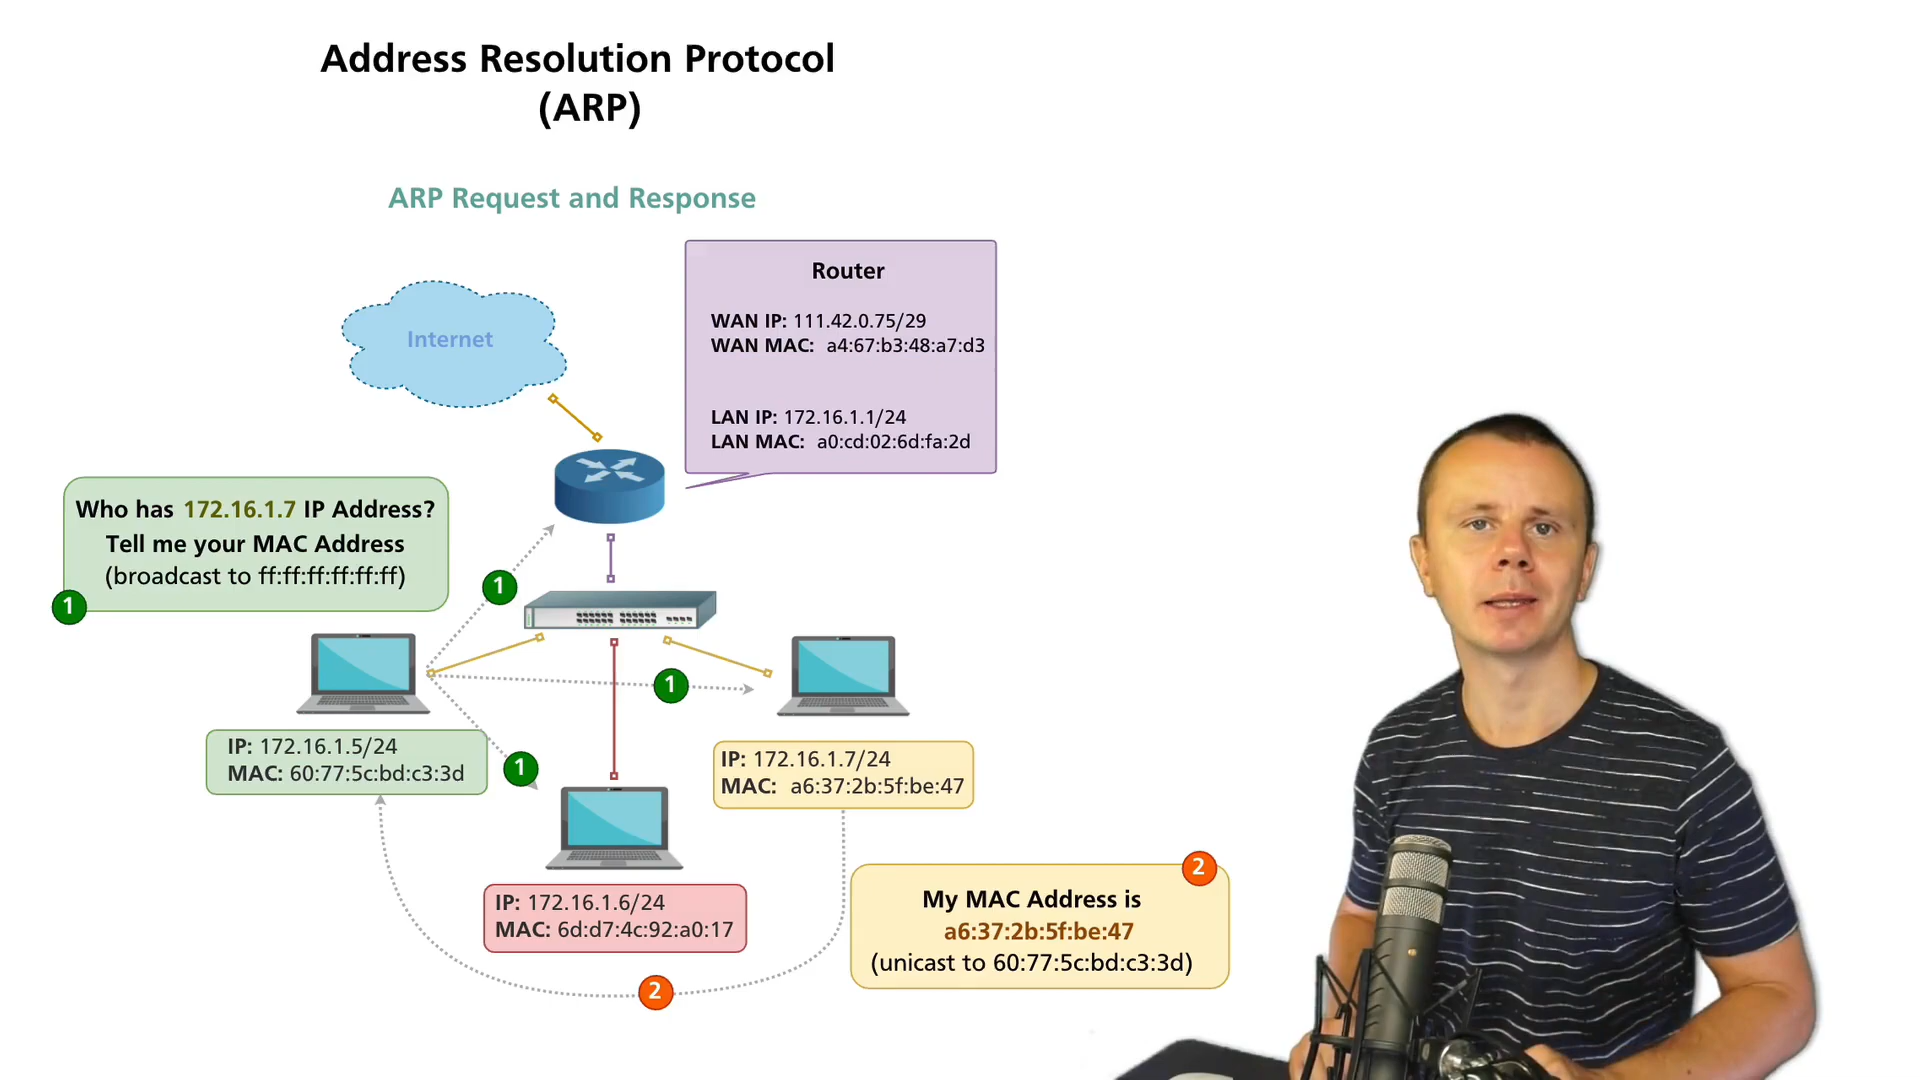 Address Resolution Protocol
(ARP)
ARP Request and Response
Router
WAN IP: 111.42.0.75/29
WAN MAC: a4:67:b3:48:a7:d3
LAN IP: 172.16.1.1/24
LAN MAC: a0:cd:02:6d:fa:2d
Internet
Who has 172.16.1.7 IP Address?
Tell me your MAC Address
(broadcast to ff:ff:ff:ff:ff:ff)
1
1
1
1
IP: 172.16.1.5/24
MAC: 60:77:5c:bd:c3:3d
IP: 172.16.1.7/24
MAC: a6:37:2b:5f:be:47
IP: 172.16.1.6/24
MAC: 6d:d7:4c:92:a0:17
2
My MAC Address is
a6:37:2b:5f:be:47
(unicast to 60:77:5c:bd:c3:3d)
2